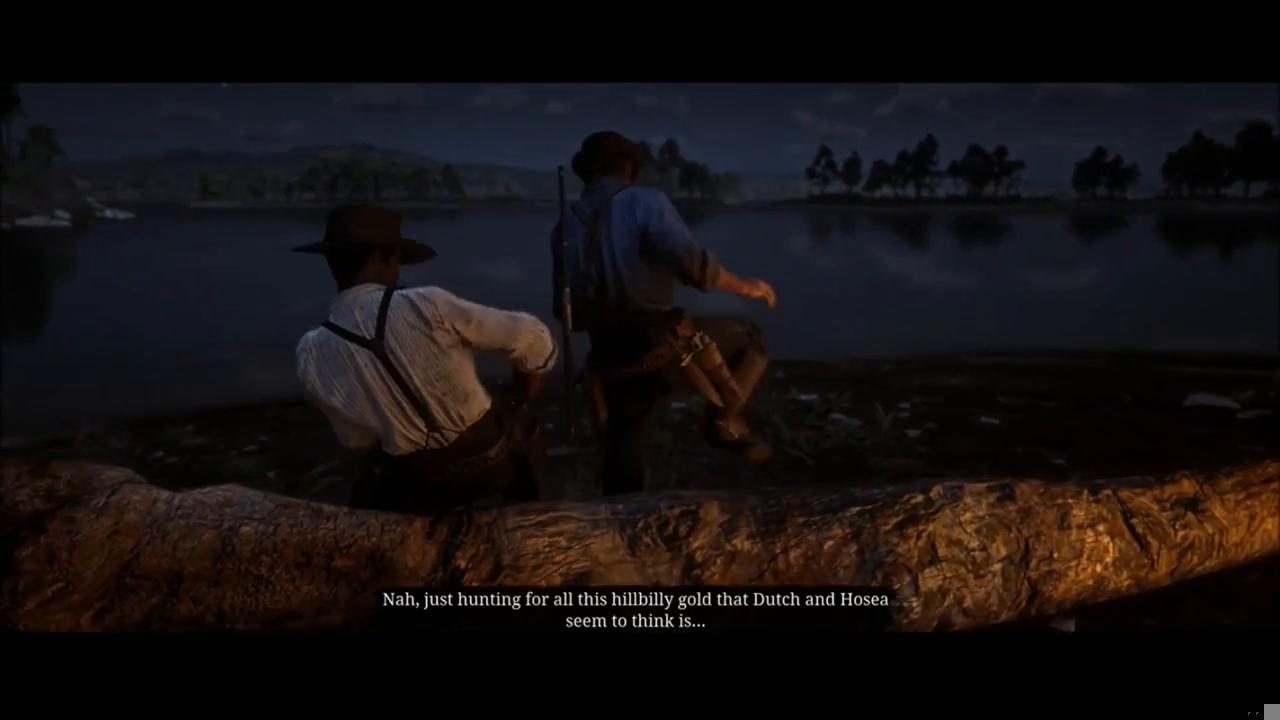 Nah, just hunting for all this hillbilly gold that Dutch and Hosea
seem to think is...